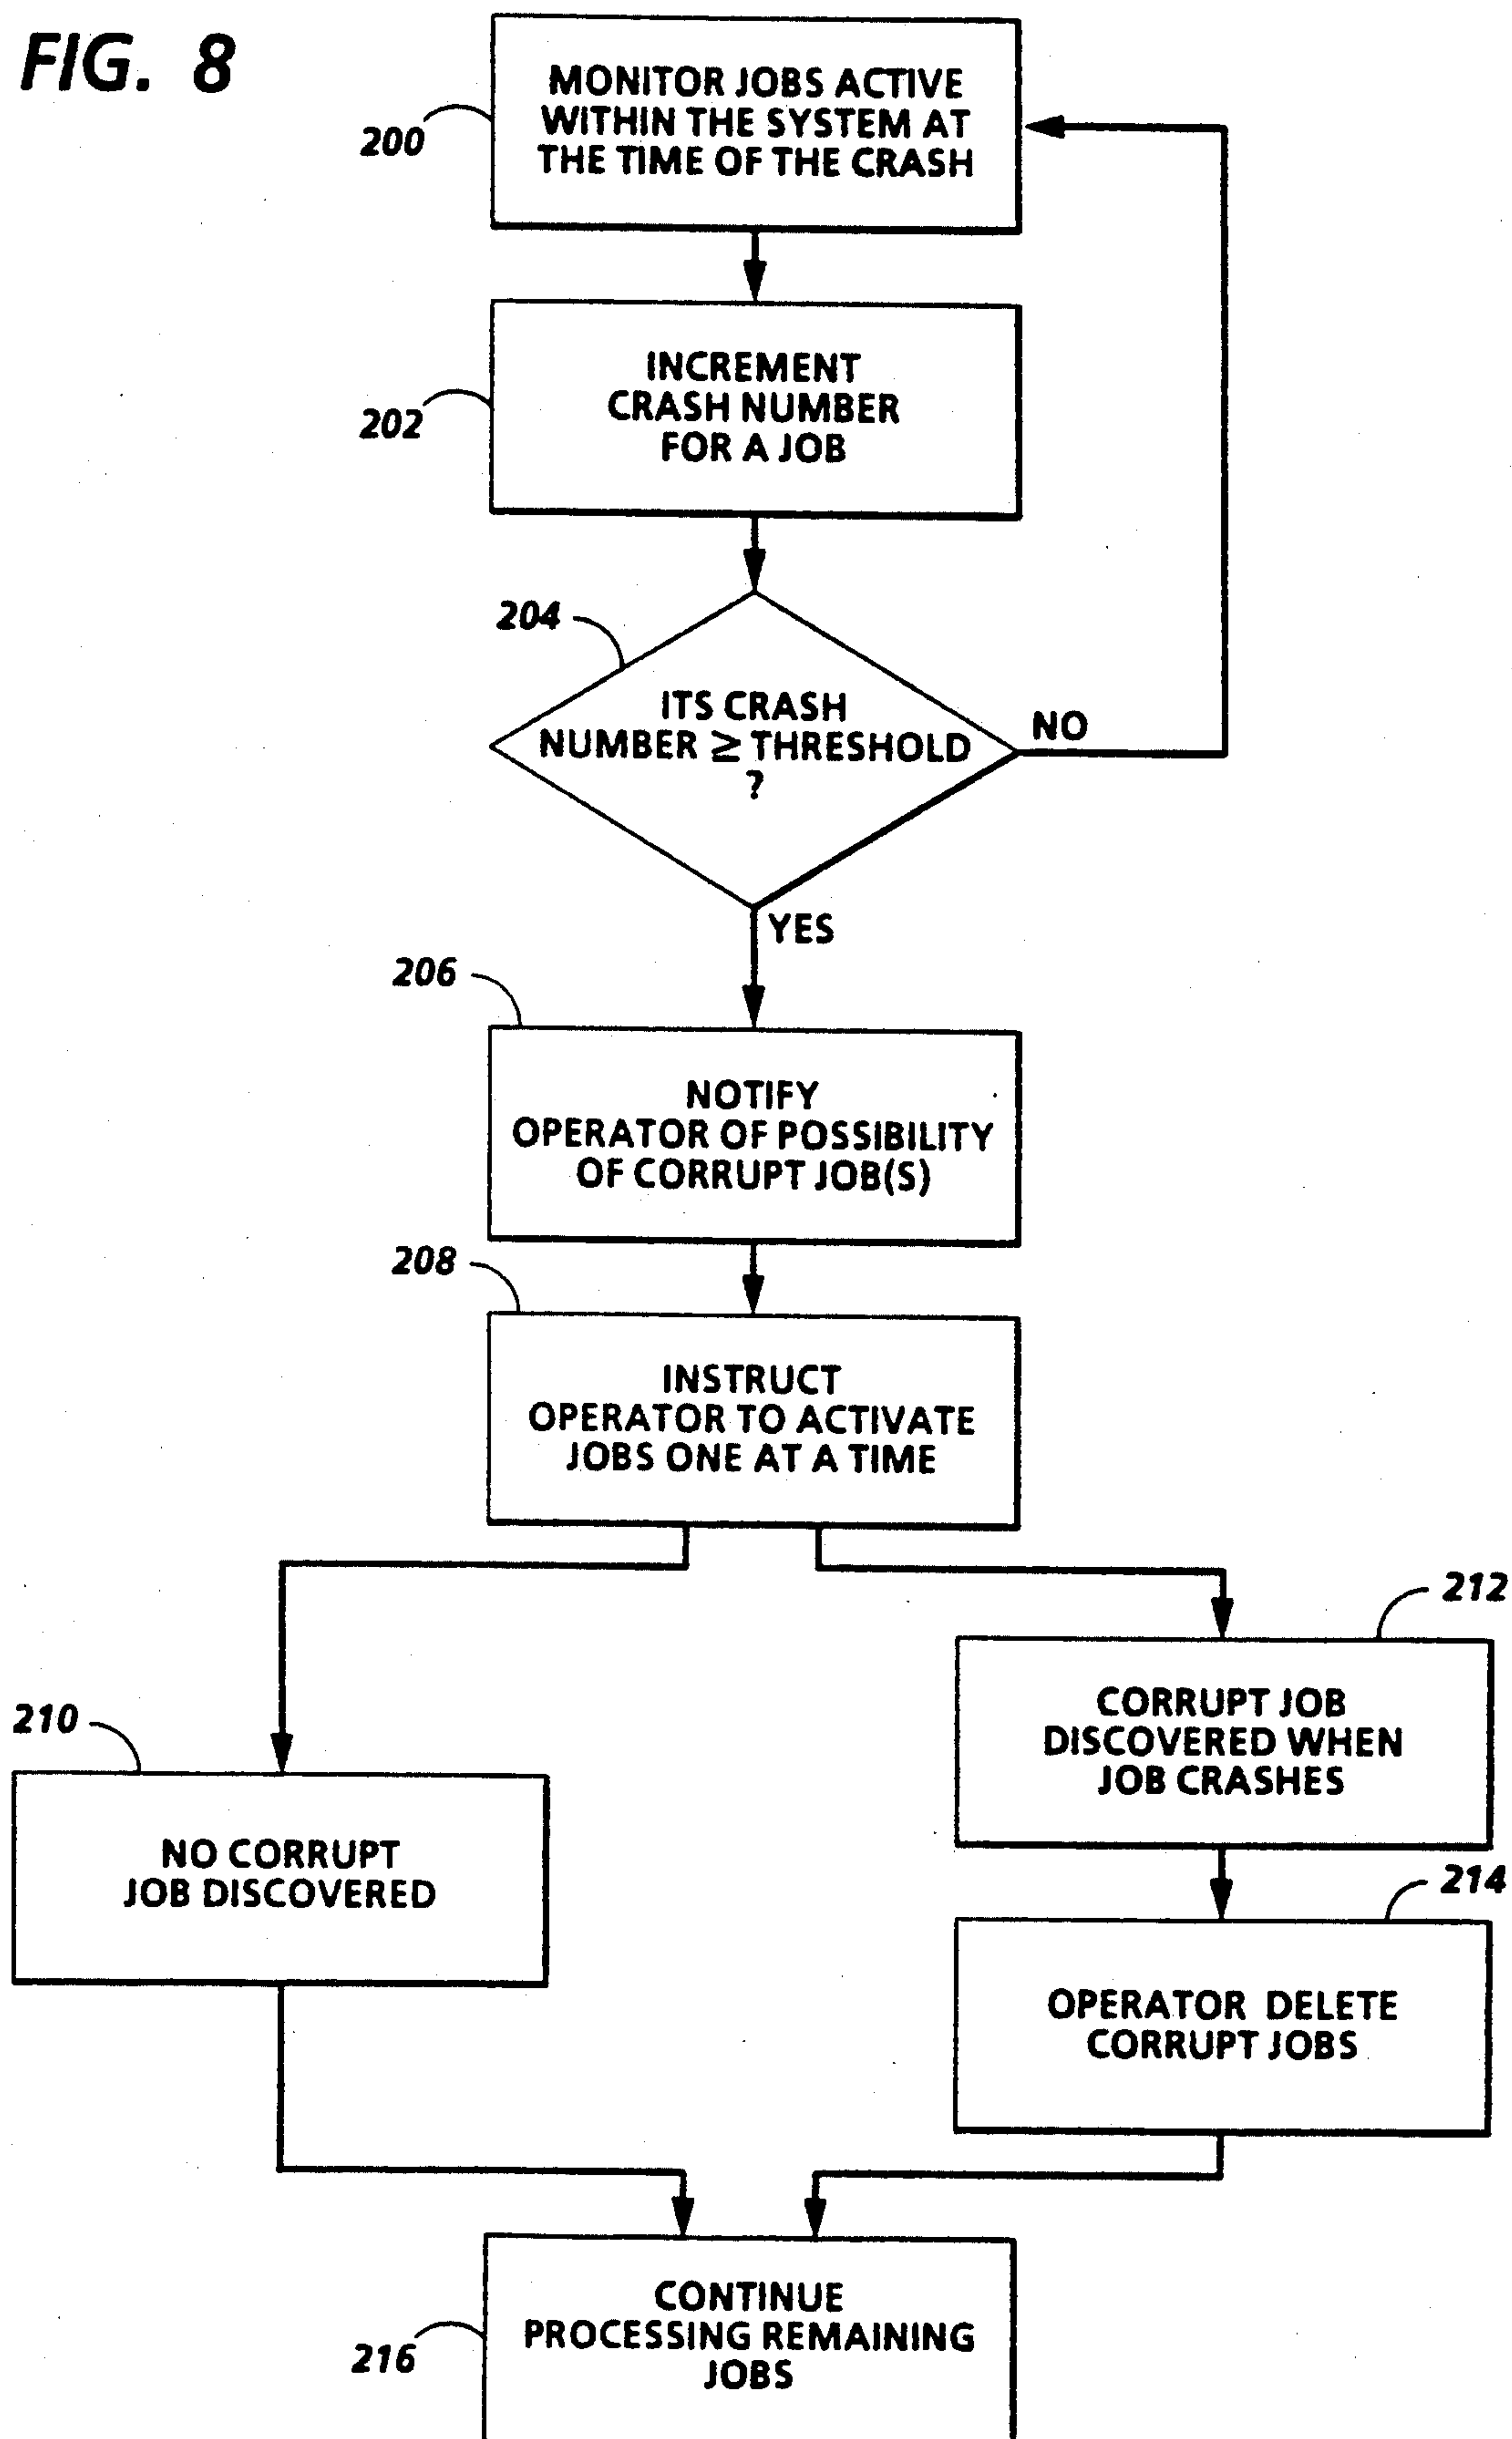 FIG. 8
MONITOR JOBS ACTIVE
WITHIN THE SYSTEM AT
THE TIME OF THE CRASH
200
INCREMENT
CRASH NUMBER
FOR A JOB
202
204
ITS CRASH
NUMBER ≥ THRESHOLD
?
NO
YES
206
NOTIFY
OPERATOR OF POSSIBILITY
OF CORRUPT JOB(S)
208
INSTRUCT
OPERATOR TO ACTIVATE
JOBS ONE AT A TIME
212
CORRUPT JOB
DISCOVERED WHEN
JOB CRASHES
210
NO CORRUPT
JOB DISCOVERED
214
OPERATOR DELETE
CORRUPT JOBS
CONTINUE
PROCESSING REMAINING
JOBS
216